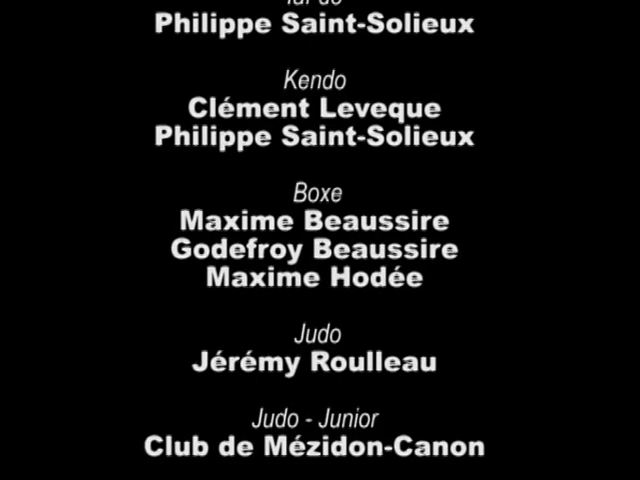 Philippe Saint-Solieux
Kendo
Clément Leveque
Philippe Saint-Solieux
Boxe
Maxime Beaussire
Godefroy Beaussire
Maxime Hodée
Judo
Jérémy Roulleau
Judo - Junior
Club de Mézidon-Canon